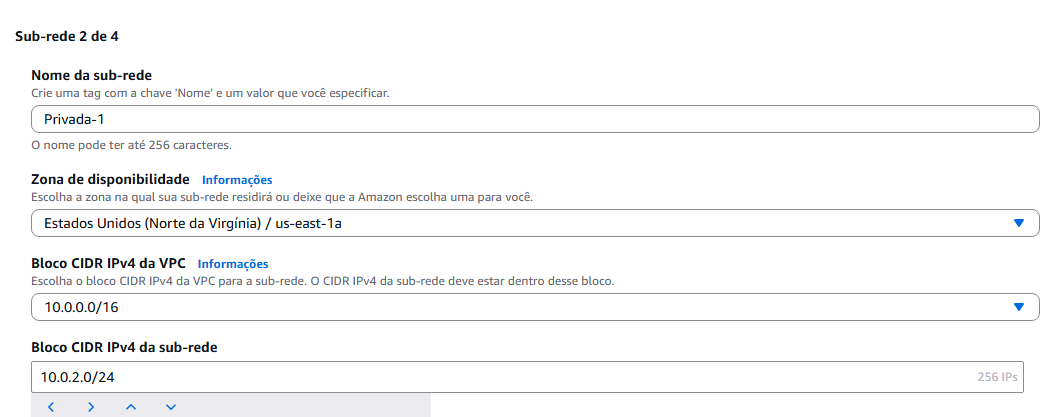 Sub-rede 2 de 4
Nome da sub-rede
Crie uma tag com a chave 'Nome' e um valor que você especificar.
Privada-1
O nome pode ter até 256 caracteres.
Zona de disponibilidade Informações
Escolha a zona na qual sua sub-rede residirá ou deixe que a Amazon escolha uma para você.
Estados Unidos (Norte da Virgínia) / us-east-1a
Bloco CIDR IPv4 da VPC Informações
Escolha o bloco CIDR IPv4 da VPC para a sub-rede. O CIDR IPv4 da sub-rede deve estar dentro desse bloco.
10.0.0.0/16
Bloco CIDR IPv4 da sub-rede
10.0.2.0/24 256 IPs